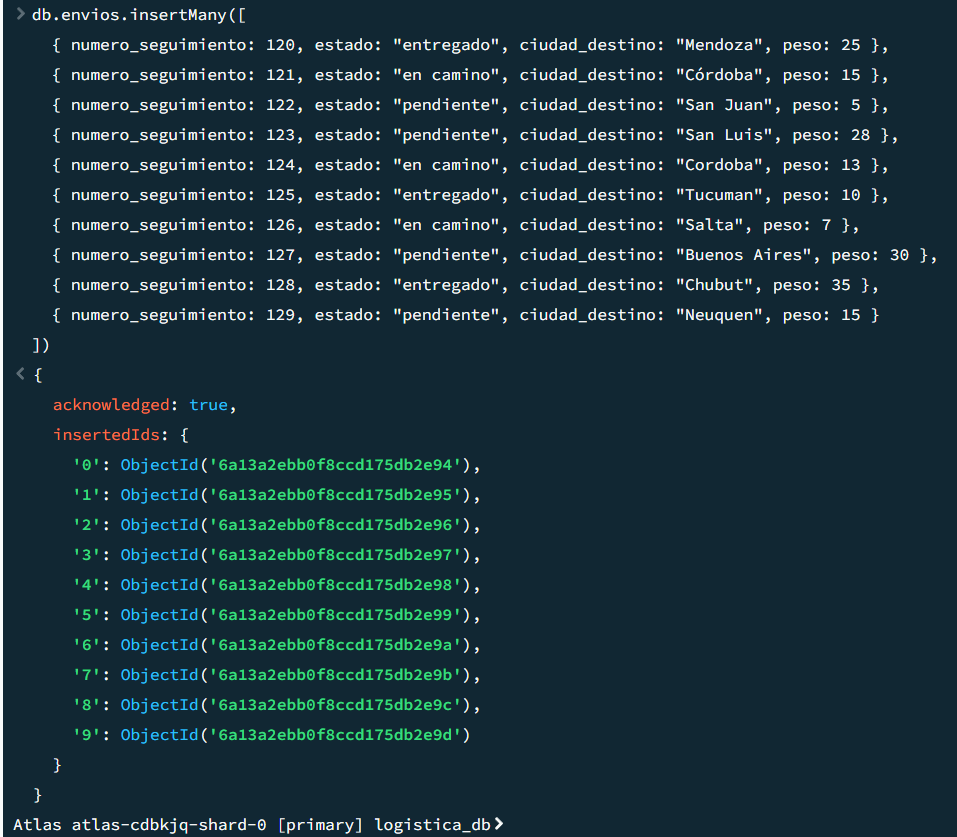 > db.envios.insertMany([
{ numero_seguimiento: 120, estado: "entregado", ciudad_destino: "Mendoza", peso: 25 },
{ numero_seguimiento: 121, estado: "en camino", ciudad_destino: "Córdoba", peso: 15 },
{ numero_seguimiento: 122, estado: "pendiente", ciudad_destino: "San Juan", peso: 5 },
{ numero_seguimiento: 123, estado: "pendiente", ciudad_destino: "San Luis", peso: 28 },
{ numero_seguimiento: 124, estado: "en camino", ciudad_destino: "Cordoba", peso: 13 },
{ numero_seguimiento: 125, estado: "entregado", ciudad_destino: "Tucuman", peso: 10 },
{ numero_seguimiento: 126, estado: "en camino", ciudad_destino: "Salta", peso: 7 },
{ numero_seguimiento: 127, estado: "pendiente", ciudad_destino: "Buenos Aires", peso: 30 },
{ numero_seguimiento: 128, estado: "entregado", ciudad_destino: "Chubut", peso: 35 },
{ numero_seguimiento: 129, estado: "pendiente", ciudad_destino: "Neuquen", peso: 15 }
])
< {
acknowledged: true,
insertedIds: {
'0': ObjectId('6a13a2ebb0f8ccd175db2e94'),
'1': ObjectId('6a13a2ebb0f8ccd175db2e95'),
'2': ObjectId('6a13a2ebb0f8ccd175db2e96'),
'3': ObjectId('6a13a2ebb0f8ccd175db2e97'),
'4': ObjectId('6a13a2ebb0f8ccd175db2e98'),
'5': ObjectId('6a13a2ebb0f8ccd175db2e99'),
'6': ObjectId('6a13a2ebb0f8ccd175db2e9a'),
'7': ObjectId('6a13a2ebb0f8ccd175db2e9b'),
'8': ObjectId('6a13a2ebb0f8ccd175db2e9c'),
'9': ObjectId('6a13a2ebb0f8ccd175db2e9d')
}
}
Atlas atlas-cdbkjq-shard-0 [primary] logistica_db>